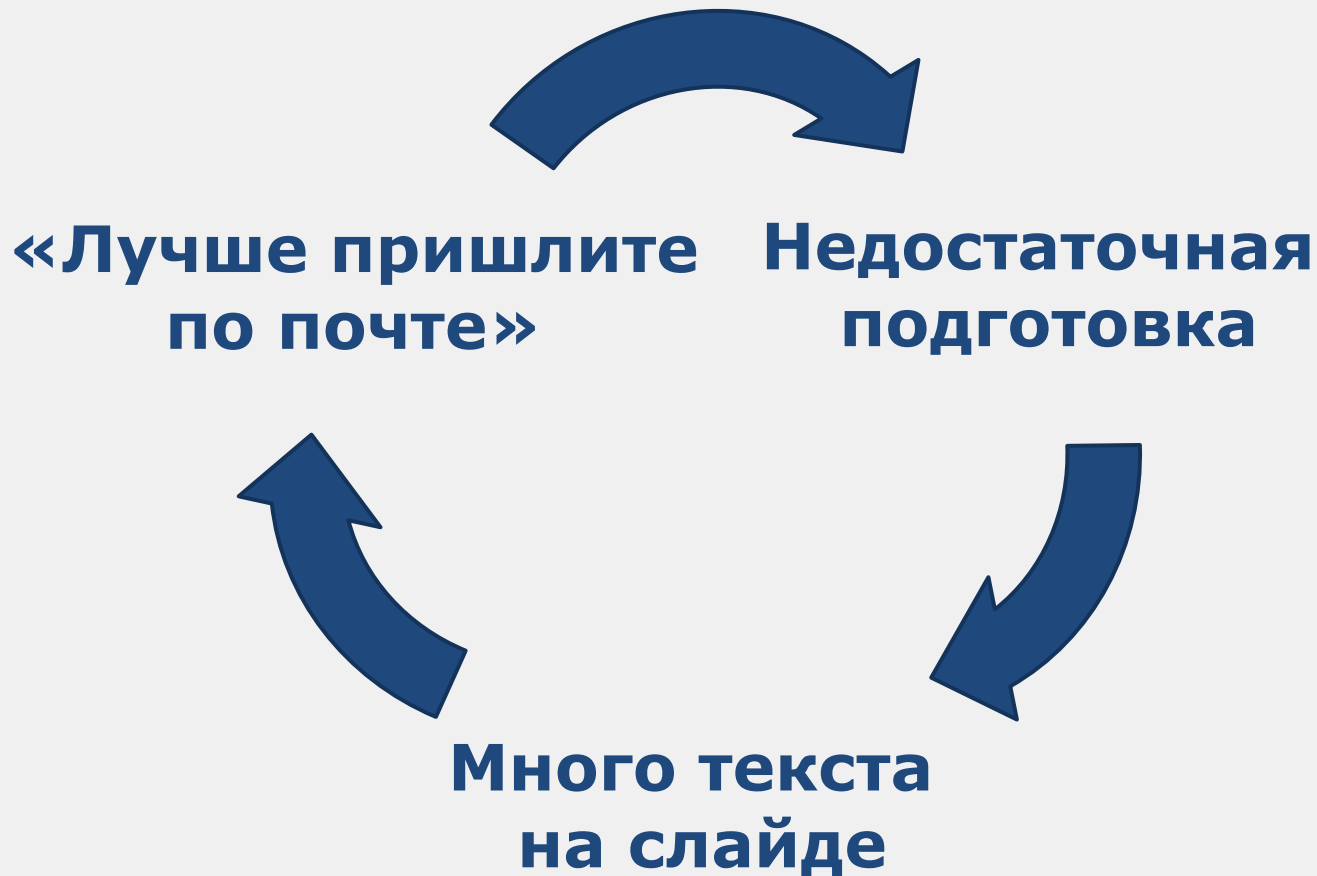 «Лучше пришлите
по почте»
Недостаточная
подготовка
Много текста
на слайде